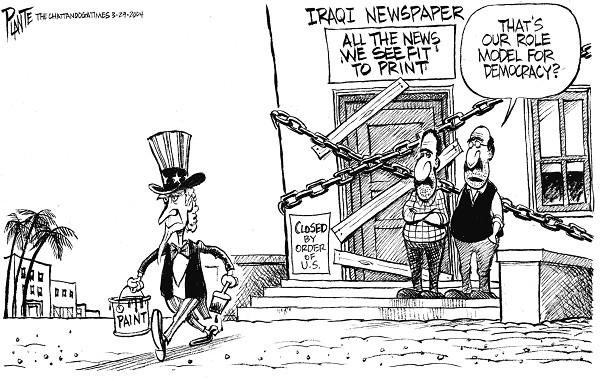 PLANTE THE CHATTANOOGA TIMES 3-29-2004
IRAQI NEWSPAPER
ALL THE NEWS
WE SEE FIT
TO PRINT
THAT'S
OUR ROLE
MODEL FOR
DEMOCRACY?
CLOSED
BY
ORDER
OF
U.S.
PAINT